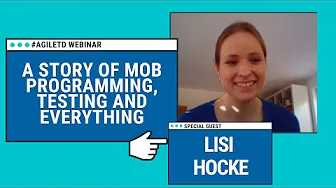 #AGILETD WEBINAR
A STORY OF MOB
PROGRAMMING,
TESTING AND
EVERYTHING
SPECIAL GUEST
LISI
HOCKE